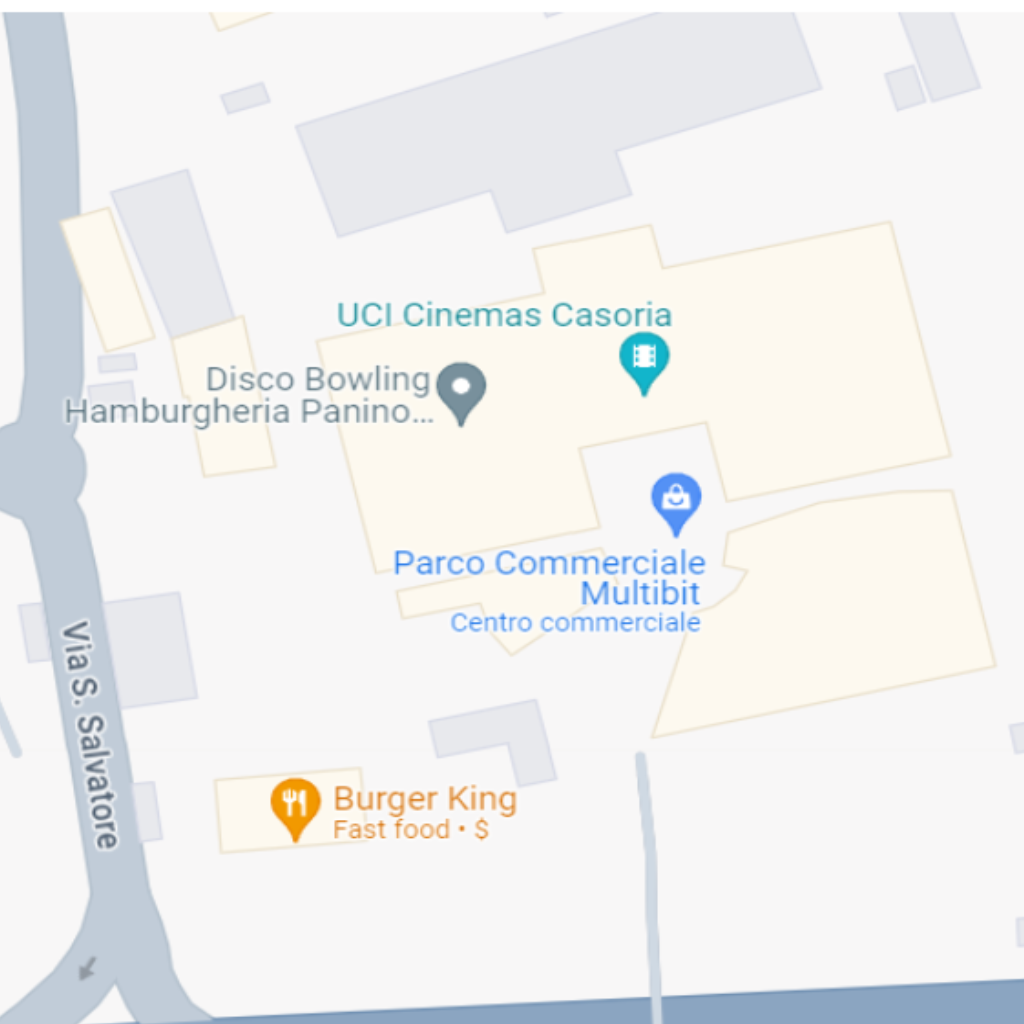 UCI Cinemas Casoria
Disco Bowling
Hamburgheria Panino...
Parco Commerciale
Multibit
Centro commerciale
Via S. Salvatore
Burger King
Fast food • $